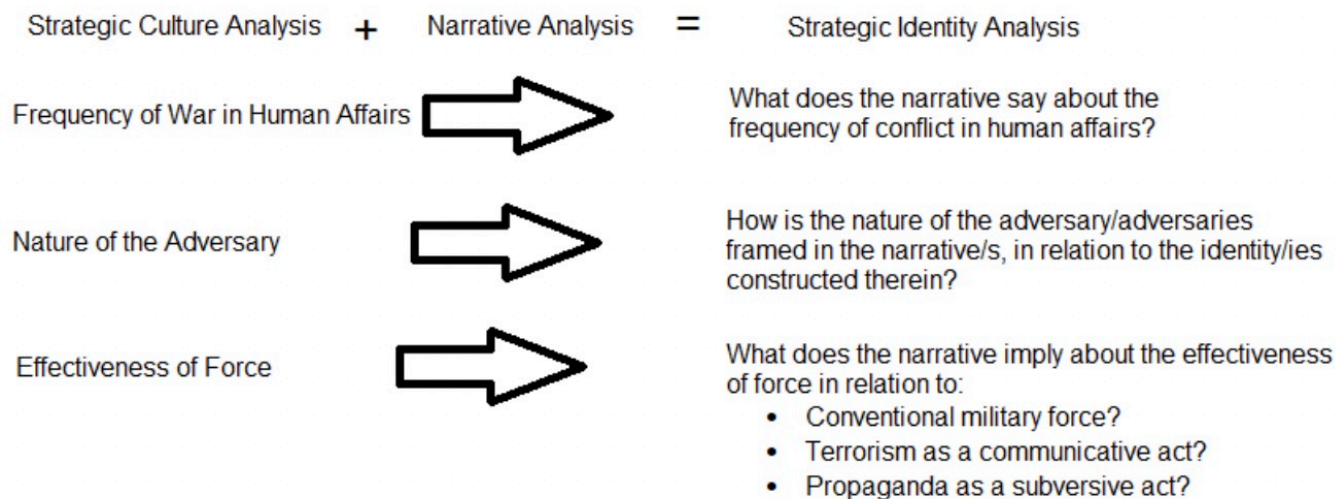 Strategic Culture Analysis + Narrative Analysis = Strategic Identity Analysis
Frequency of War in Human Affairs
What does the narrative say about the
frequency of conflict in human affairs?
Nature of the Adversary
How is the nature of the adversary/adversaries
framed in the narrative/s, in relation to the identity/ies
constructed therein?
Effectiveness of Force
What does the narrative imply about the effectiveness
of force in relation to:
• Conventional military force?
• Terrorism as a communicative act?
• Propaganda as a subversive act?